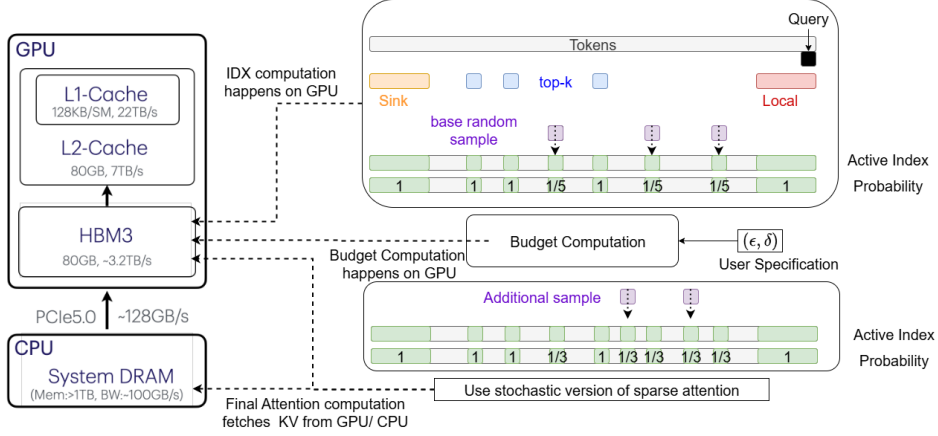 GPU
L1-Cache
128KB/SM, 22TB/s
L2-Cache
80GB, 7TB/s
HBM3
80GB, ~3.2TB/s
PCIe5.0 ~128GB/s
CPU
System DRAM
(Mem:>1TB, BW:~100GB/s)
IDX computation
happens on GPU
Budget Computation
happens on GPU
Final Attention computation
fetches KV from GPU/ CPU
Query
Tokens
Sink
top-k
Local
base random
sample
Active Index
1 1 1 1/5 1 1/5 1/5 1
Probability
Budget Computation
(ϵ, δ)
User Specification
Additional sample
Active Index
1 1 1 1/3 1 1/3 1/3 1/3 1/3 1
Probability
Use stochastic version of sparse attention